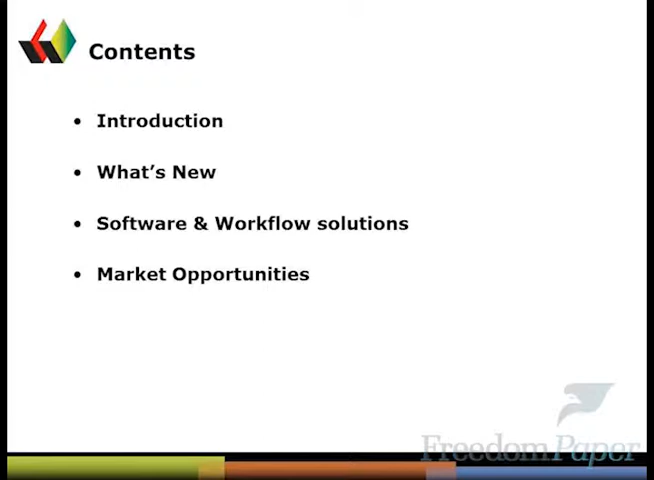 Contents
• Introduction
• What's New
• Software & Workflow solutions
• Market Opportunities
FreedomPaper